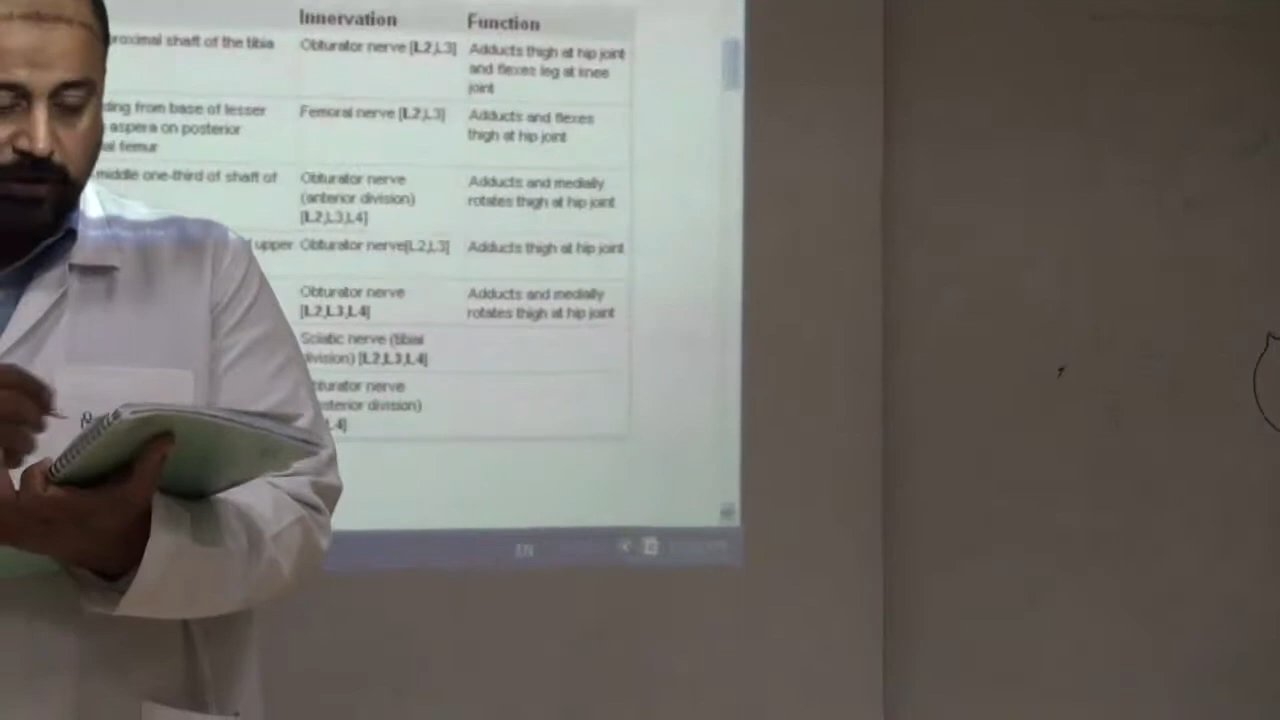 Innervation Function
proximal shaft of the tibia Obturator nerve [L2,L3] Adducts thigh at hip joint
and flexes leg at knee
joint
ding from base of lesser Femoral nerve [L2,L3] Adducts and flexes
aspera on posterior thigh at hip joint
al femur
middle one-third of shaft of Obturator nerve Adducts and medially
(anterior division) rotates thigh at hip joint
[L2,L3,L4]
upper Obturator nerve[L2,L3] Adducts thigh at hip joint
Obturator nerve Adducts and medially
[L2,L3,L4] rotates thigh at hip joint
Sciatic nerve (tibial
division) [L2,L3,L4]
bturator nerve
sterior division)
L4]
EN